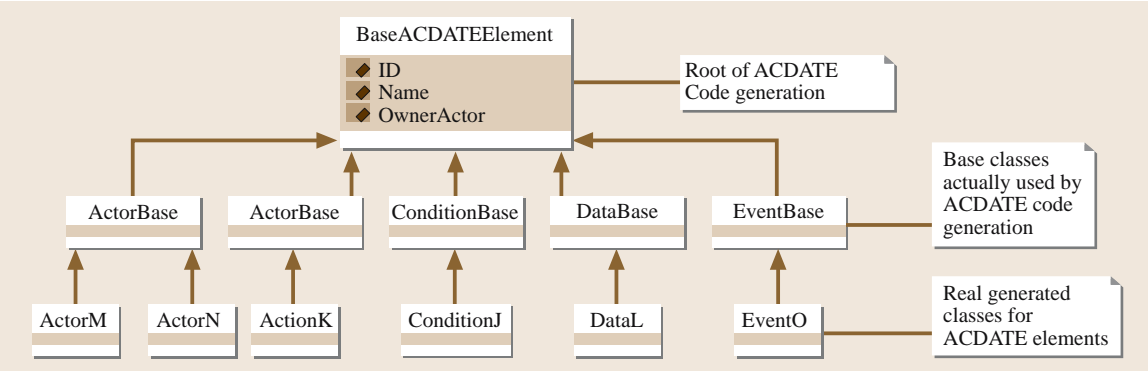 BaseACDATEElement
ID
Name
OwnerActor
Root of ACDATE
Code generation
ActorBase
ActorBase
ConditionBase
DataBase
EventBase
Base classes
actually used by
ACDATE code
generation
ActorM
ActorN
ActionK
ConditionJ
DataL
EventO
Real generated
classes for
ACDATE elements